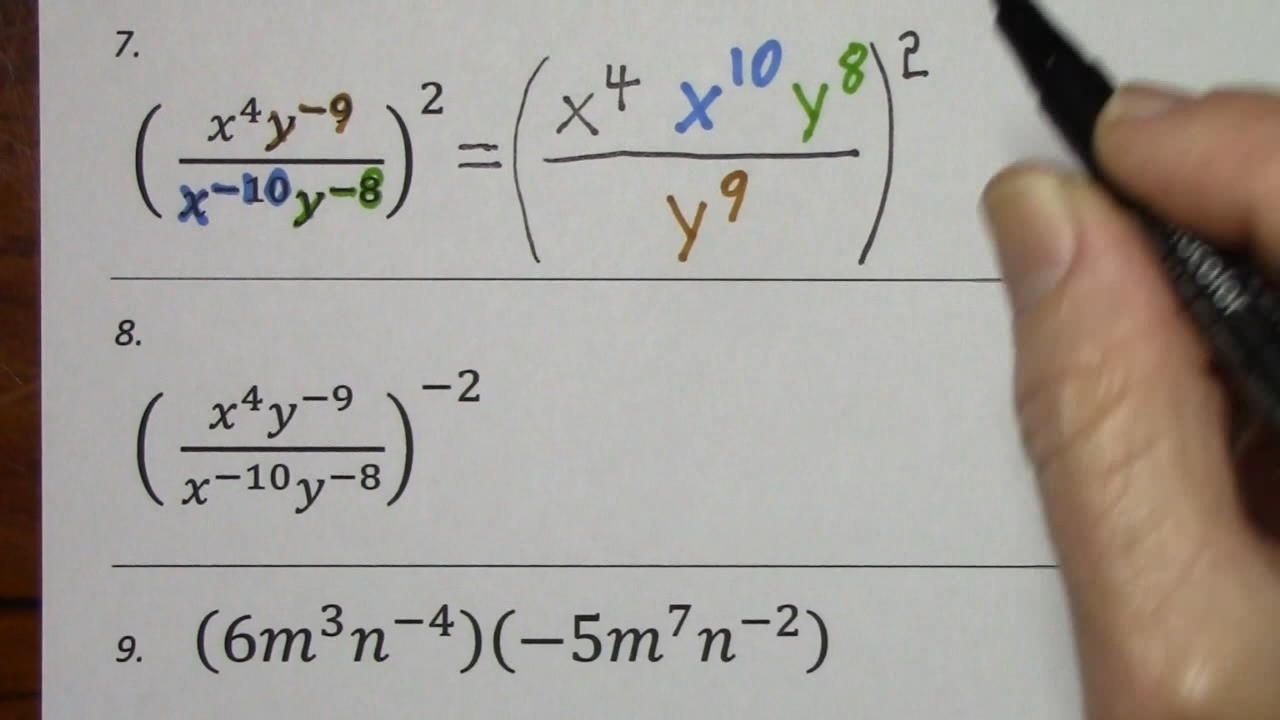 7.
(x⁴y⁻⁹ / x⁻¹⁰y⁻⁸)² = (x⁴ x¹⁰ y⁸ / y⁹)²
8.
(x⁴y⁻⁹ / x⁻¹⁰y⁻⁸)⁻²
9. (6m³n⁻⁴)(−5m⁷n⁻²)